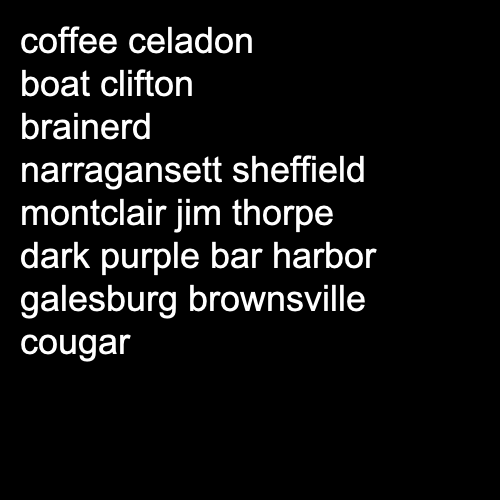 coffee celadon
boat clifton
brainerd
narragansett sheffield
montclair jim thorpe
dark purple bar harbor
galesburg brownsville
cougar